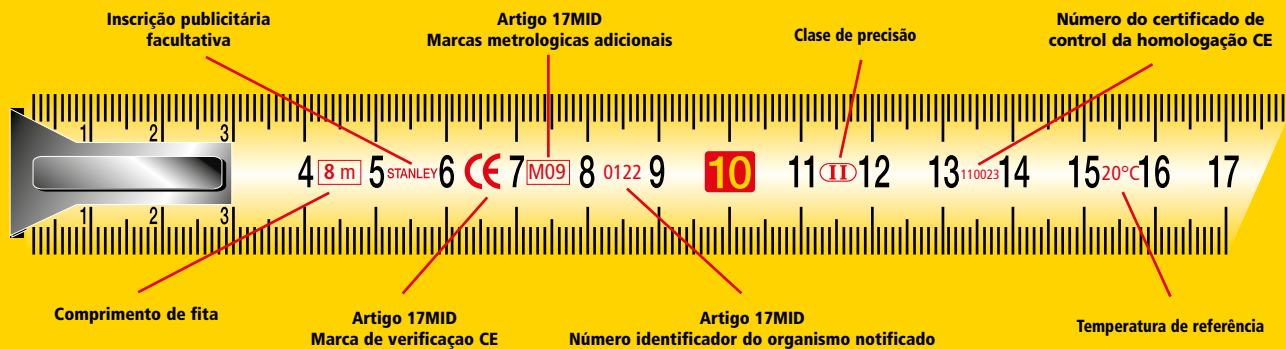 Inscrição publicitária
facultativa
Artigo 17MID
Marcas metrologicas adicionais
Clase de precisão
Número do certificado de
control da homologação CE
1 2 3
4 8 m 5 STANLEY 6 CE 7 M09 8 0122 9 10 11 II 12 13 110023 14 15 20°C 16 17
1 2 3
Comprimento de fita
Artigo 17MID
Marca de verificaçao CE
Artigo 17MID
Número identificador do organismo notificado
Temperatura de referência